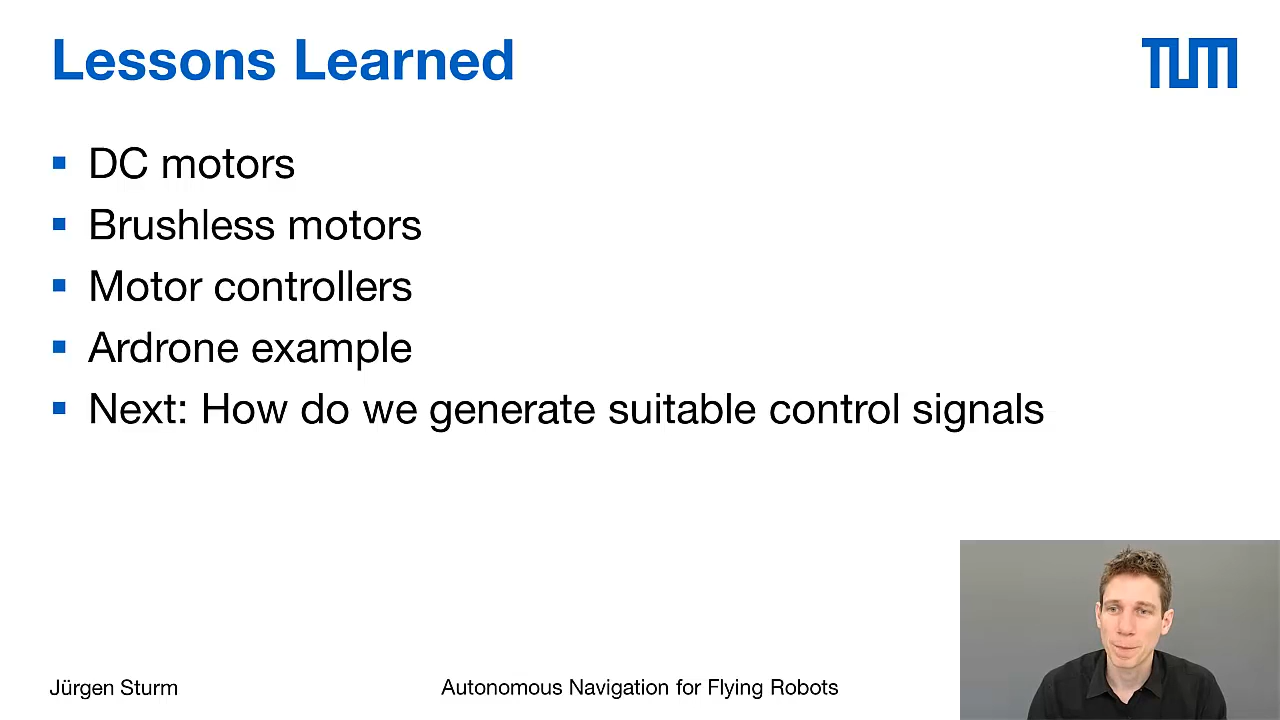 Lessons Learned
TUM
DC motors
Brushless motors
Motor controllers
Ardrone example
Next: How do we generate suitable control signals
Jürgen Sturm
Autonomous Navigation for Flying Robots